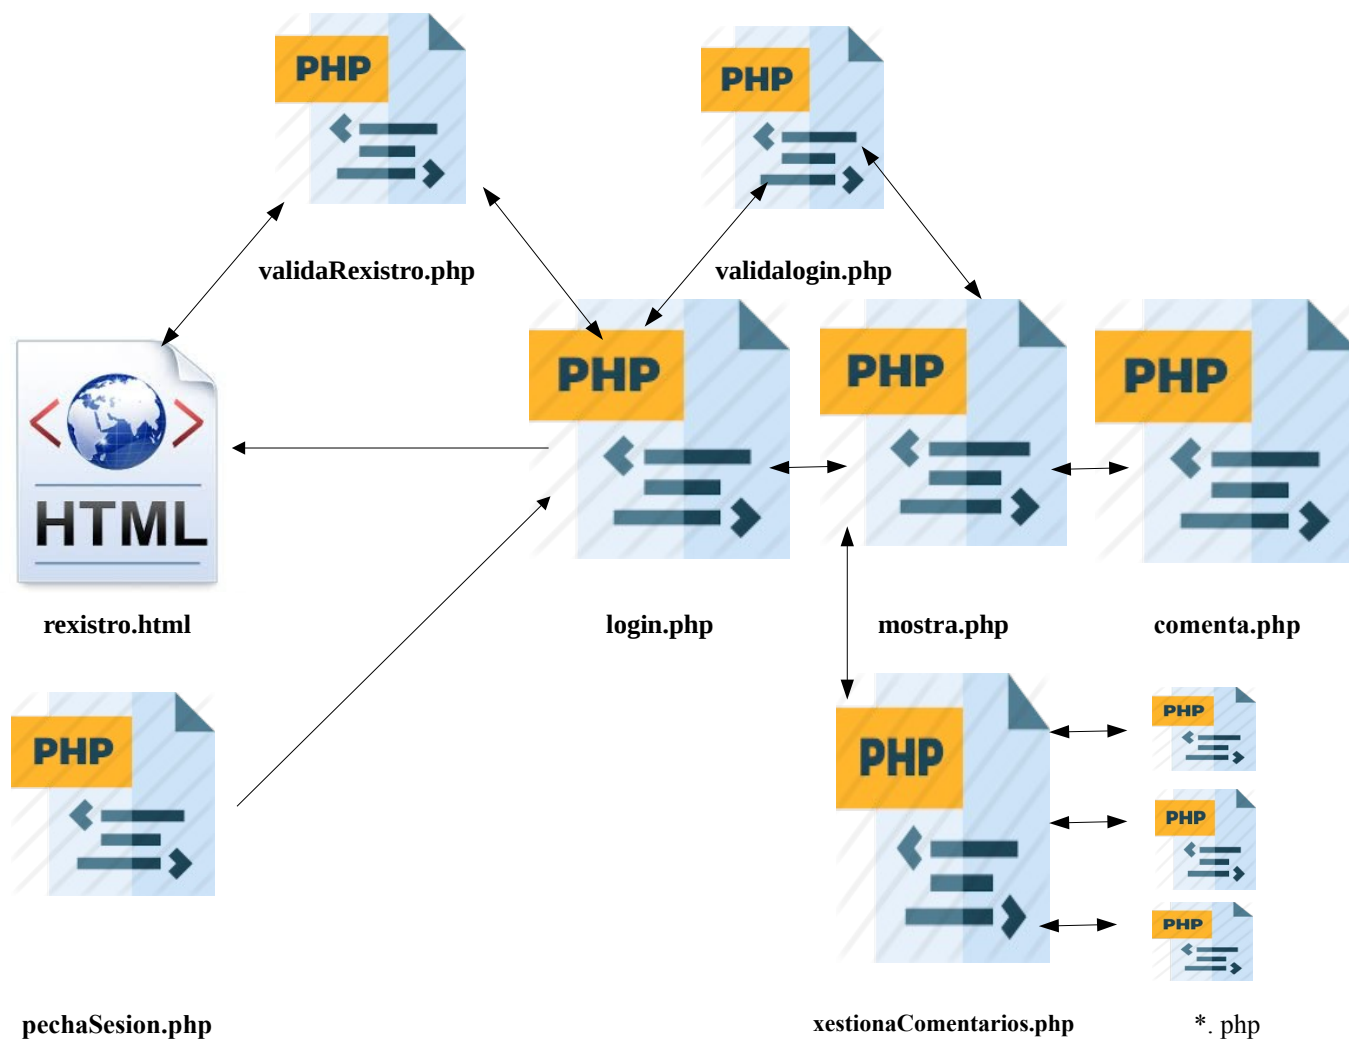 PHP
PHP
validaRexistro.php
validalogin.php
PHP
PHP
PHP
< >
HTML
rexistro.html
login.php
mostra.php
comenta.php
PHP
PHP
PHP
PHP
PHP
pechaSesion.php
xestionaComentarios.php
*. php